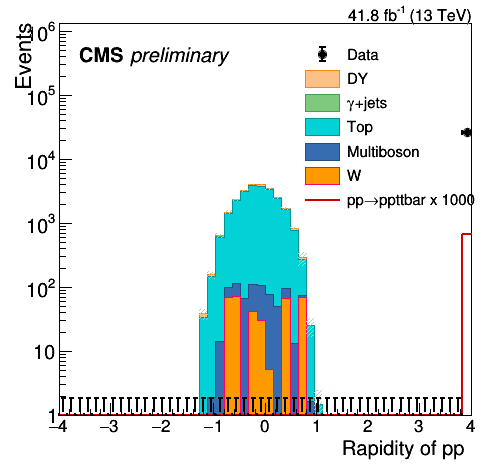 41.8 fb⁻¹ (13 TeV)
Events
CMS preliminary
Data
DY
γ+jets
Top
Multiboson
W
pp→ppttbar x 1000
10⁶
10⁵
10⁴
10³
10²
10
1
−4 −3 −2 −1 0 1 2 3 4
Rapidity of pp